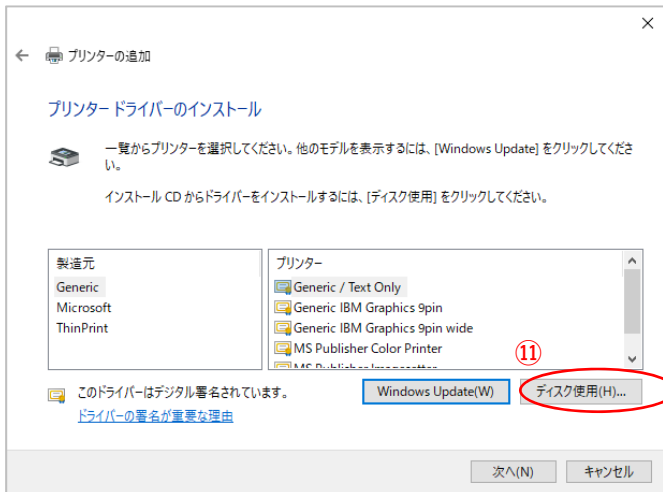 プリンターの追加
プリンター ドライバーのインストール
一覧からプリンターを選択してください。他のモデルを表示するには、[Windows Update] をクリックしてくださ
い。
インストール CD からドライバーをインストールするには、[ディスク使用] をクリックしてください。
製造元
Generic
Microsoft
ThinPrint
プリンター
Generic / Text Only
Generic IBM Graphics 9pin
Generic IBM Graphics 9pin wide
MS Publisher Color Printer
⑪
このドライバーはデジタル署名されています。
ドライバーの署名が重要な理由
Windows Update(W)
ディスク使用(H)...
次へ(N)
キャンセル